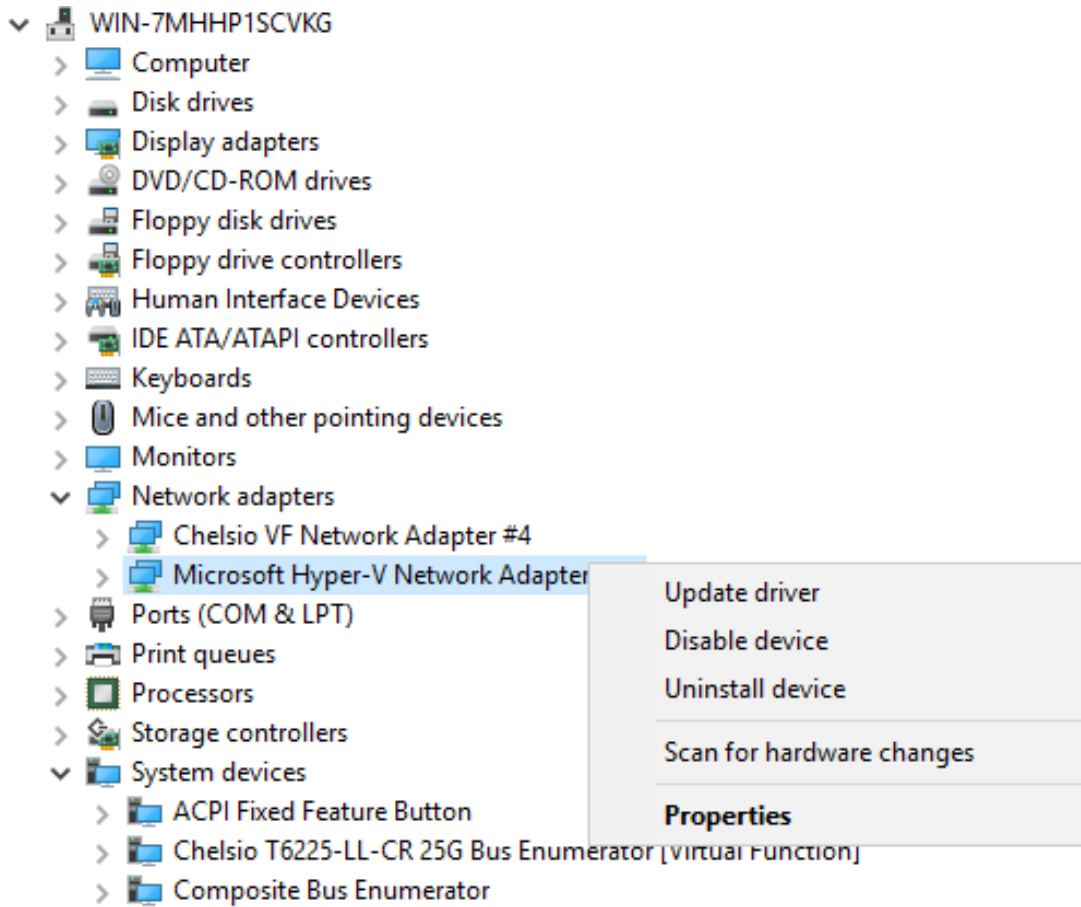 WIN-7MHHP1SCVKG
Computer
Disk drives
Display adapters
DVD/CD-ROM drives
Floppy disk drives
Floppy drive controllers
Human Interface Devices
IDE ATA/ATAPI controllers
Keyboards
Mice and other pointing devices
Monitors
Network adapters
Chelsio VF Network Adapter #4
Microsoft Hyper-V Network Adapter
Update driver
Disable device
Uninstall device
Scan for hardware changes
Properties
Ports (COM & LPT)
Print queues
Processors
Storage controllers
System devices
ACPI Fixed Feature Button
Chelsio T6225-LL-CR 25G Bus Enumerator [Virtual Function]
Composite Bus Enumerator